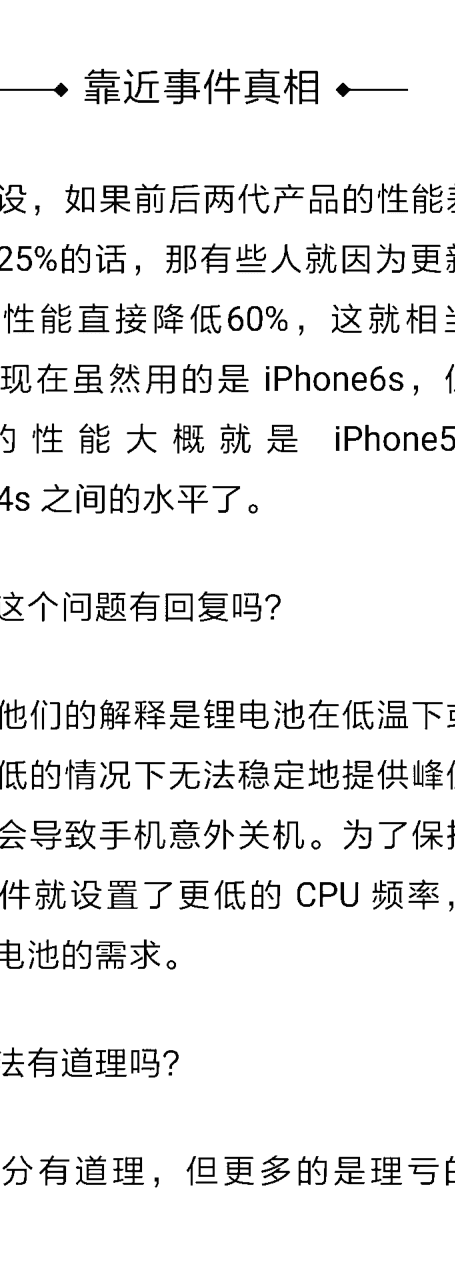 靠近事件真相
设，如果前后两代产品的性能
25%的话，那有些人就因为更新
性能直接降低60%，这就相当
现在虽然用的是 iPhone6s，
的性能大概就是 iPhone5
4s 之间的水平了。
这个问题有回复吗？
他们的解释是锂电池在低温下或
低的情况下无法稳定地提供峰值
会导致手机意外关机。为了保护
件就设置了更低的 CPU 频率，
电池的需求。
法有道理吗？
分有道理，但更多的是理亏的